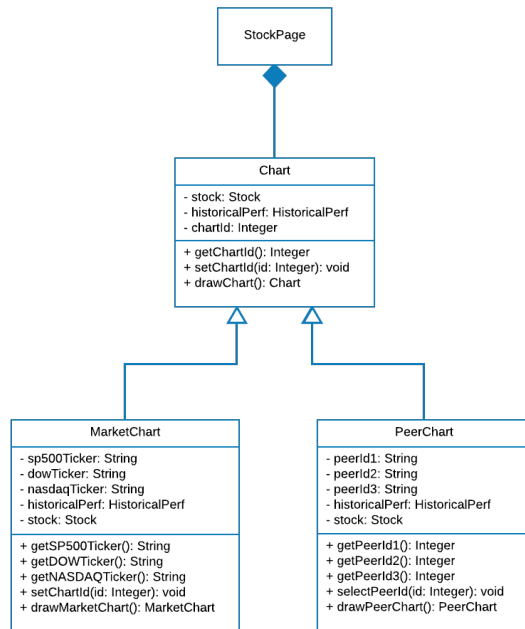 StockPage
Chart
- stock: Stock
- historicalPerf: HistoricalPerf
- chartId: Integer
+ getChartId(): Integer
+ setChartId(id: Integer): void
+ drawChart(): Chart
MarketChart
- sp500Ticker: String
- dowTicker: String
- nasdaqTicker: String
- historicalPerf: HistoricalPerf
- stock: Stock
+ getSP500Ticker(): String
+ getDOWTicker(): String
+ getNASDAQTicker(): String
+ setChartId(id: Integer): void
+ drawMarketChart(): MarketChart
PeerChart
- peerId1: String
- peerId2: String
- peerId3: String
- historicalPerf: HistoricalPerf
- stock: Stock
+ getPeerId1(): Integer
+ getPeerId2(): Integer
+ getPeerId3(): Integer
+ selectPeerId(id: Integer): void
+ drawPeerChart(): PeerChart